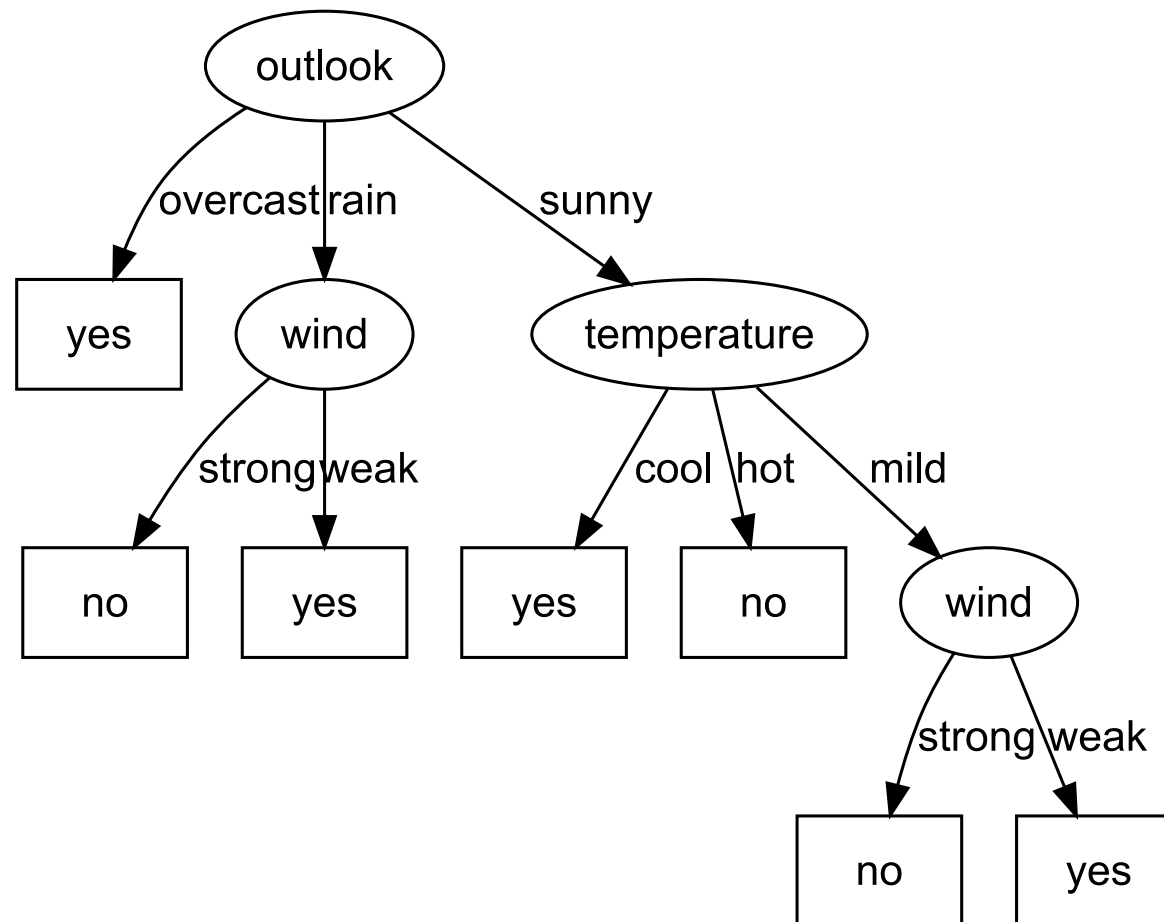 outlook
overcast rain sunny
yes wind temperature
strong weak cool hot mild
no yes yes no wind
strong weak
no yes